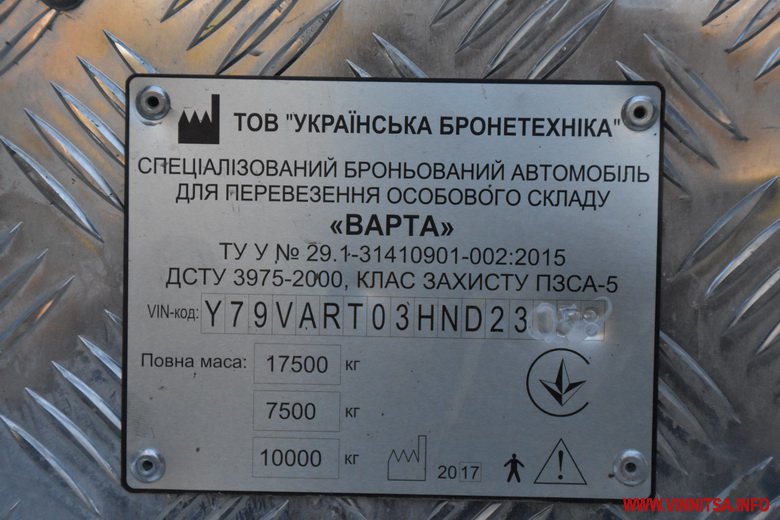 ТОВ "УКРАЇНСЬКА БРОНЕТЕХНІКА"
СПЕЦІАЛІЗОВАНИЙ БРОНЬОВАНИЙ АВТОМОБІЛЬ
ДЛЯ ПЕРЕВЕЗЕННЯ ОСОБОВОГО СКЛАДУ
«ВАРТА»
ТУ У № 29.1-31410901-002:2015
ДСТУ 3975-2000, КЛАС ЗАХИСТУ ПЗСА-5
VIN-код: Y79VART03HND23
Повна маса: 17500 кг
7500 кг
10000 кг
2017
WWW.VINNITSA.INFO